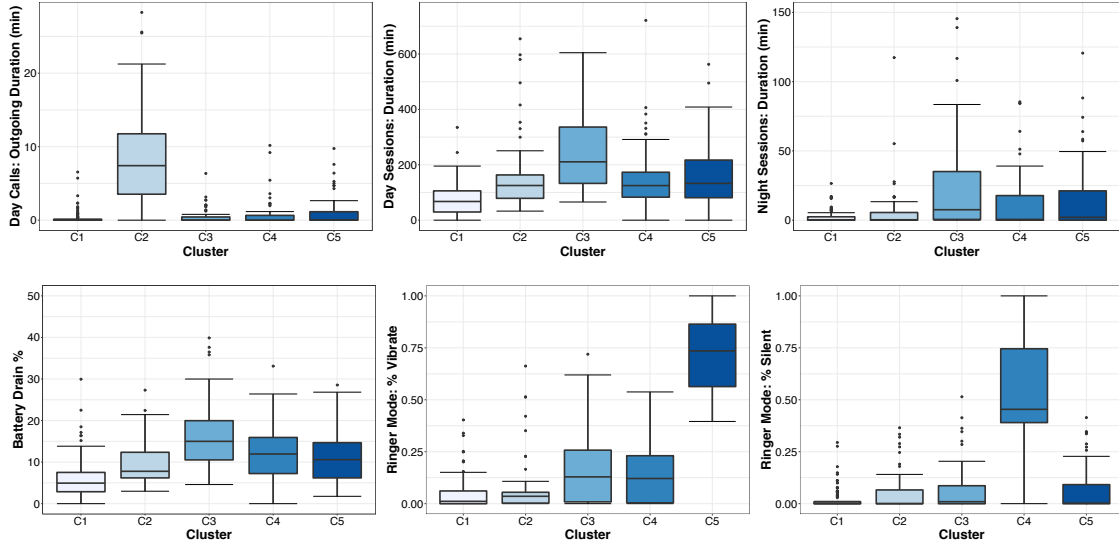 Day Calls: Outgoing Duration (min)
20
10
0
C1 C2 C3 C4 C5
Cluster
Day Sessions: Duration (min)
600
400
200
0
C1 C2 C3 C4 C5
Cluster
Night Sessions: Duration (min)
150
100
50
0
C1 C2 C3 C4 C5
Cluster
Battery Drain %
50
40
30
20
10
0
C1 C2 C3 C4 C5
Cluster
Ringer Mode: % Vibrate
1.00
0.75
0.50
0.25
0.00
C1 C2 C3 C4 C5
Cluster
Ringer Mode: % Silent
1.00
0.75
0.50
0.25
0.00
C1 C2 C3 C4 C5
Cluster